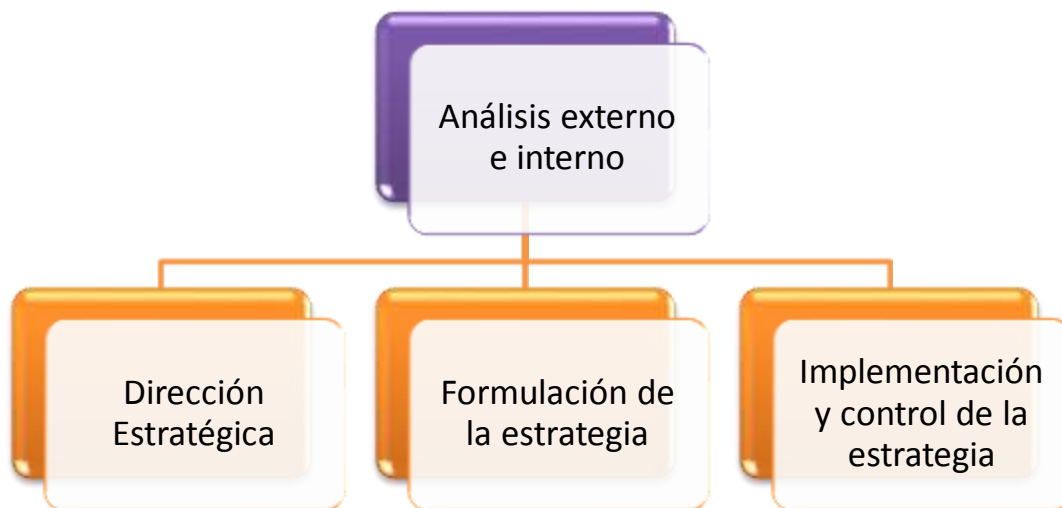 Análisis externo
e interno
Dirección
Estratégica
Formulación de
la estrategia
Implementación
y control de la
estrategia